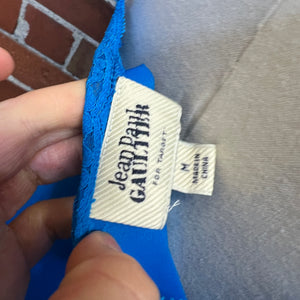 Jean Paul
GAULTIER
FOR TARGET
M
MADE IN
CHINA